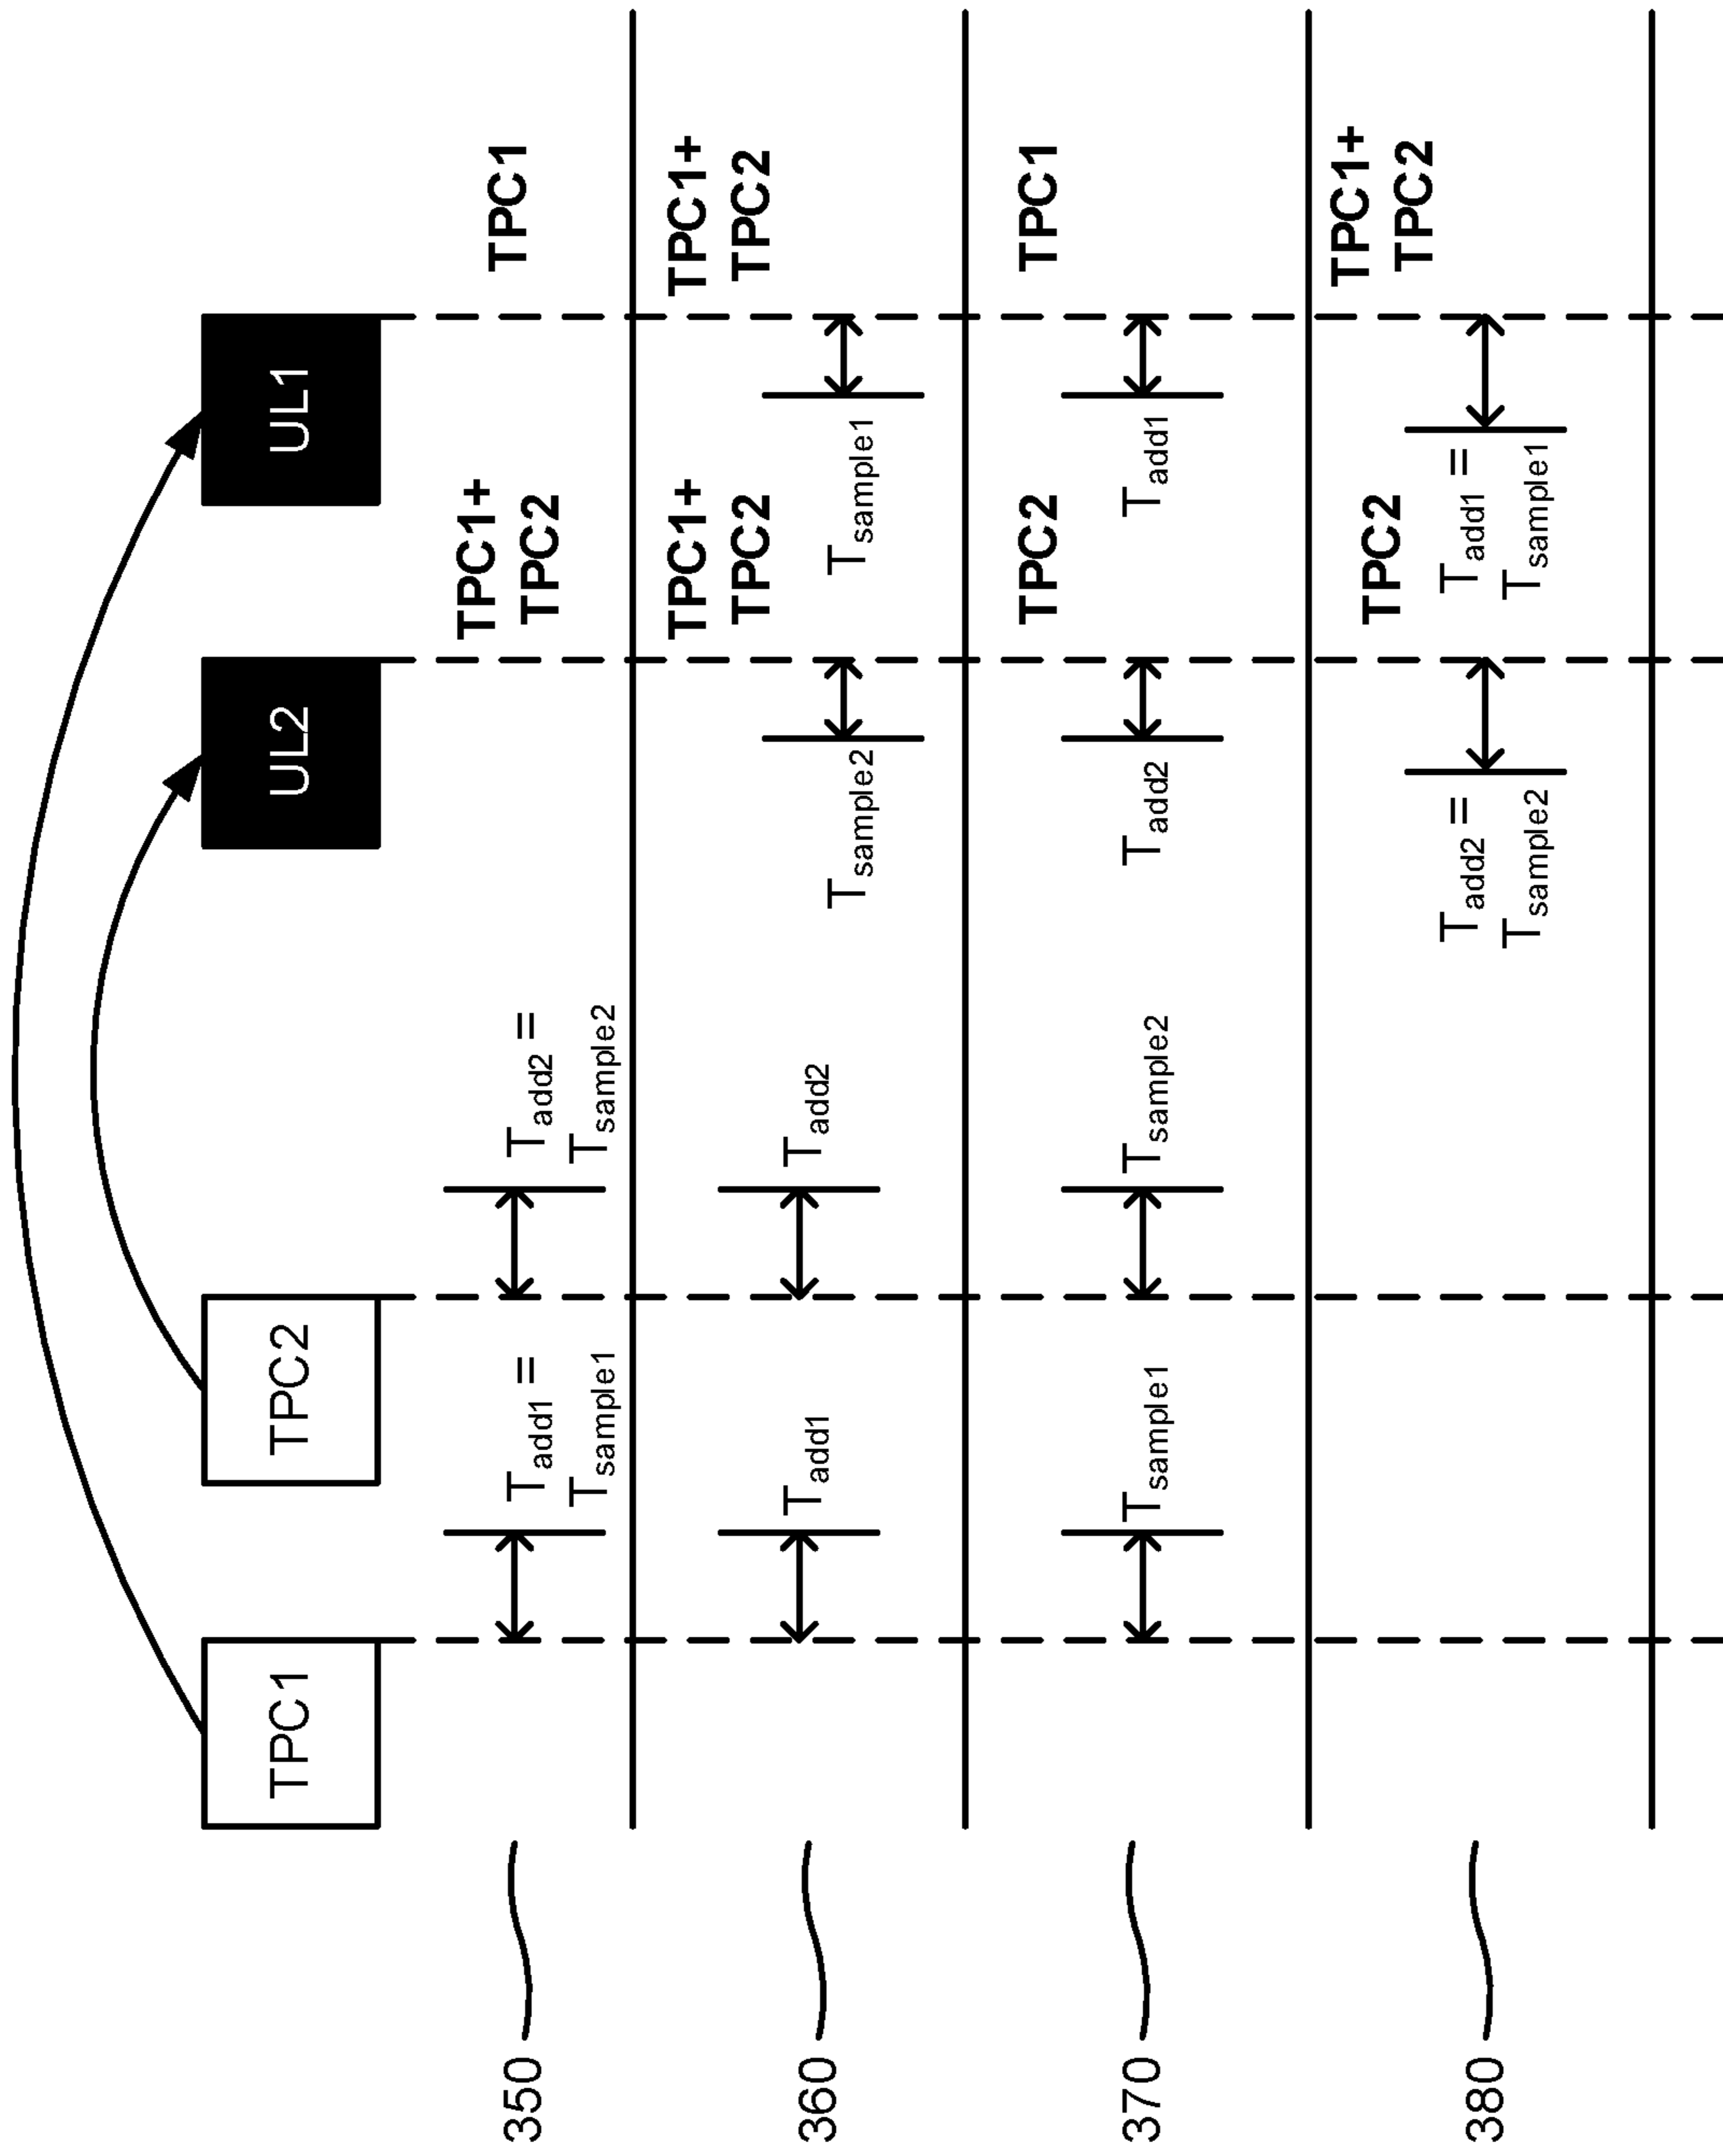 TPC1
TPC2
UL2
UL1
350
Tadd1 =
Tsample1
Tadd2 =
Tsample2
TPC1+
TPC2
TPC1
360
Tadd1
Tadd2
Tsample2
TPC1+
TPC2
Tsample1
TPC1+
TPC2
370
Tsample1
Tsample2
Tadd2
TPC2
Tadd1
TPC1
380
Tadd2 =
Tsample2
TPC2
Tadd1 =
Tsample1
TPC1+
TPC2